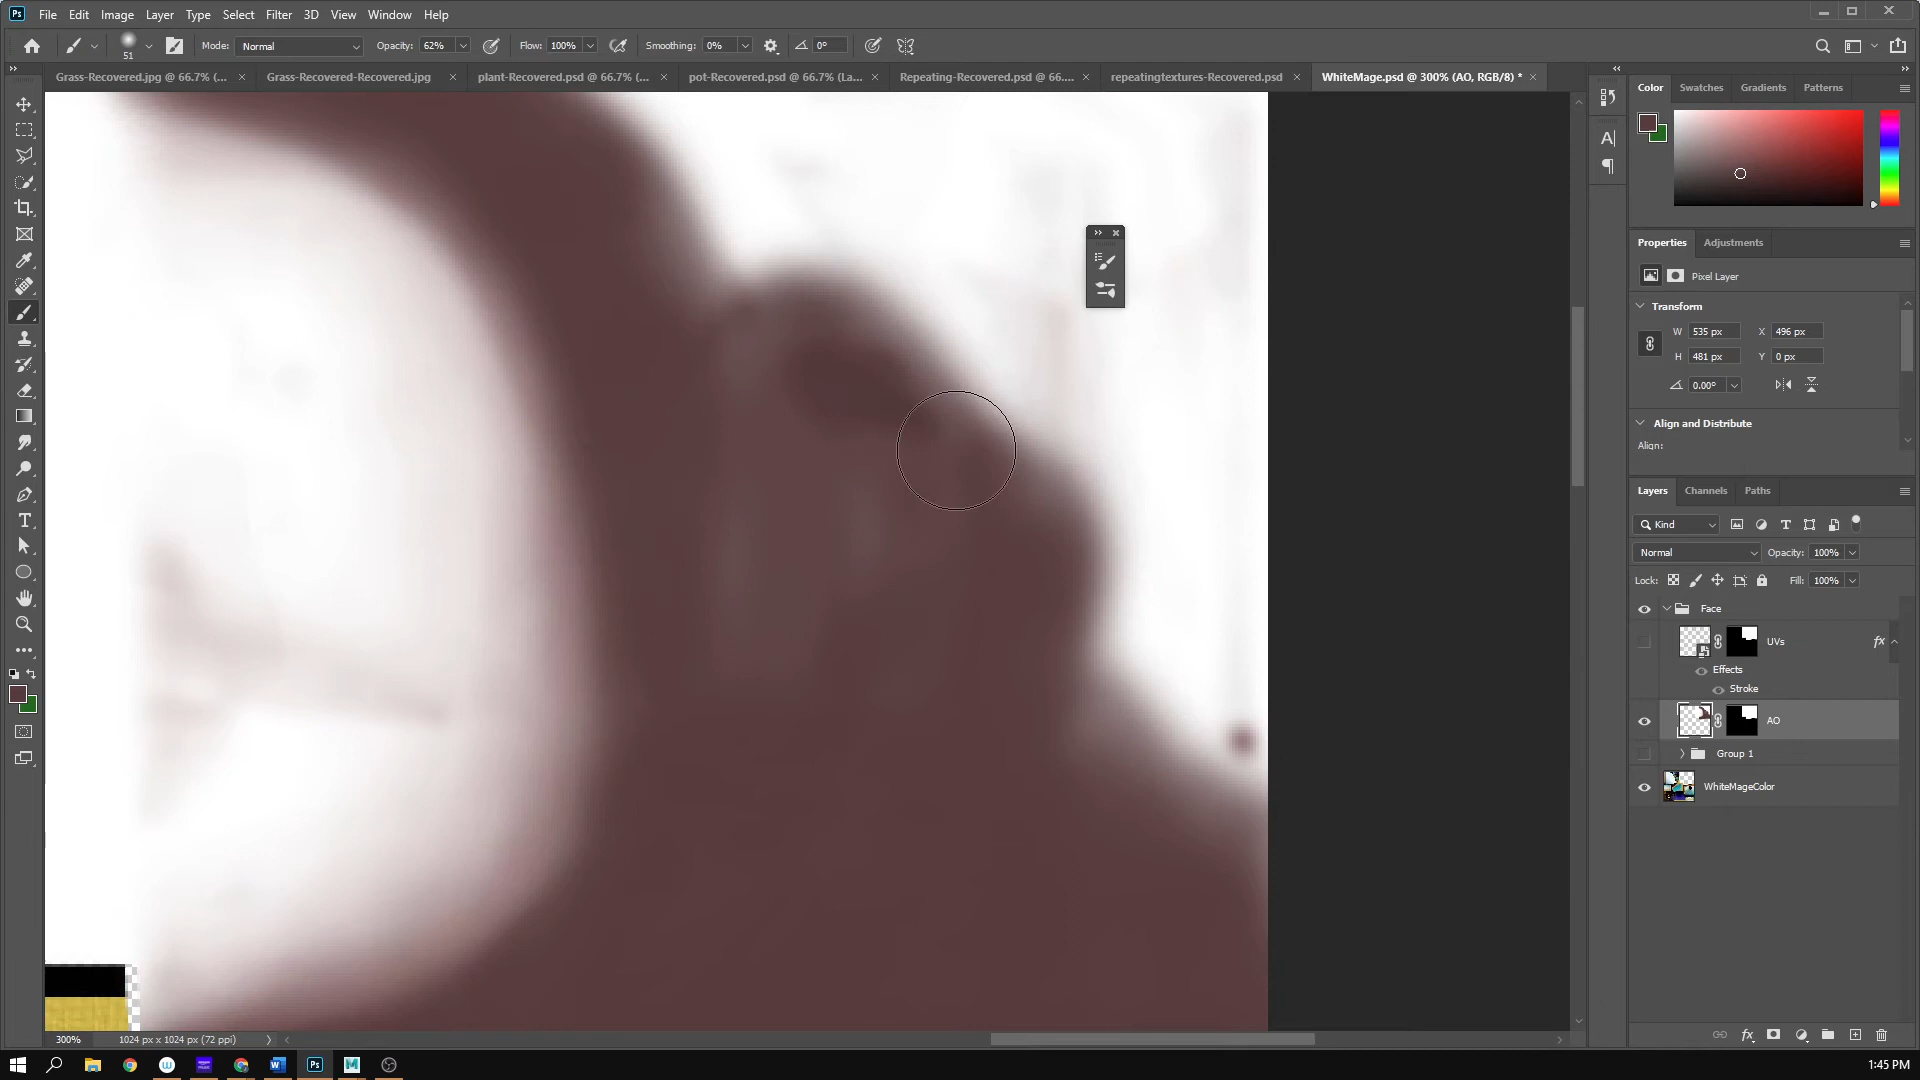 Ps File Edit Image Layer Type Select Filter 3D View Window Help
51 Mode: Normal Opacity: 62% Flow: 100% Smoothing: 0% 0°
Grass-Recovered.jpg @ 66.7% (... × Grass-Recovered-Recovered.jpg × plant-Recovered.psd @ 66.7% (... × pot-Recovered.psd @ 66.7% (La... × Repeating-Recovered.psd @ 66.... × repeatingtextures-Recovered.psd × WhiteMage.psd @ 300% (AO, RGB/8) * ×
Color Swatches Gradients Patterns
Properties Adjustments
Pixel Layer
Transform
W 535 px X 496 px
H 481 px Y 0 px
0.00°
Align and Distribute
Align:
Layers Channels Paths
Kind
Normal Opacity: 100%
Lock: Fill: 100%
Face
UVs fx
Effects
Stroke
AO
Group 1
WhiteMageColor
300% 1024 px x 1024 px (72 ppi)
fx
1:45 PM